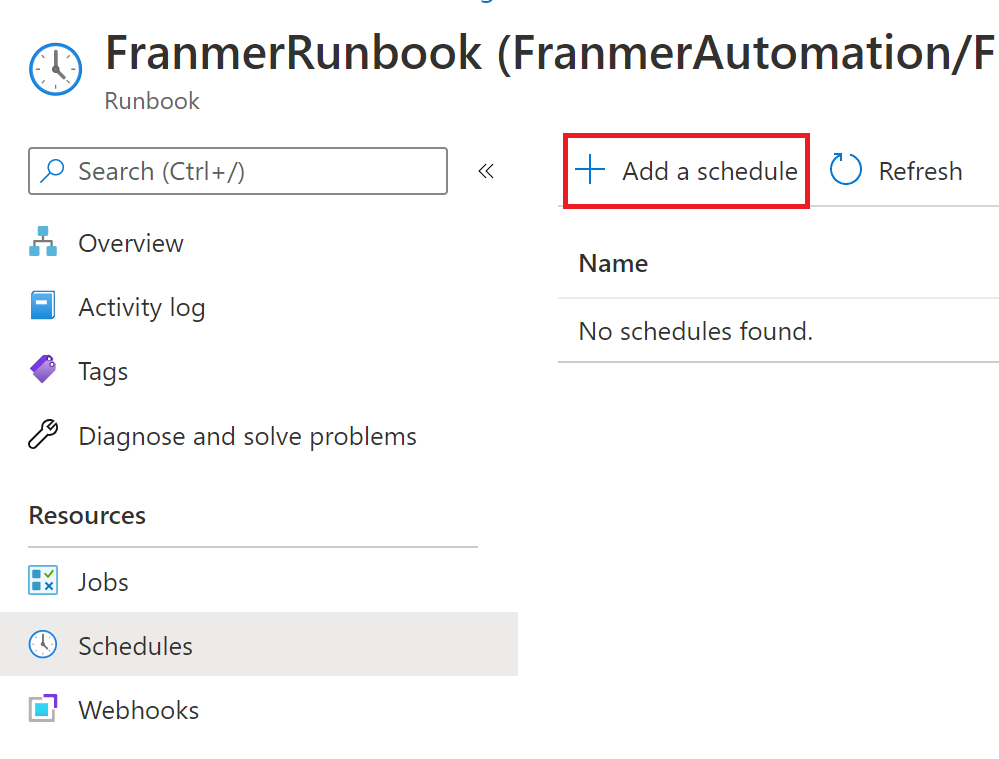 FranmerRunbook (FranmerAutomation/F
Runbook
Search (Ctrl+/)
«
Add a schedule
Refresh
Overview
Activity log
Tags
Diagnose and solve problems
Name
No schedules found.
Resources
Jobs
Schedules
Webhooks